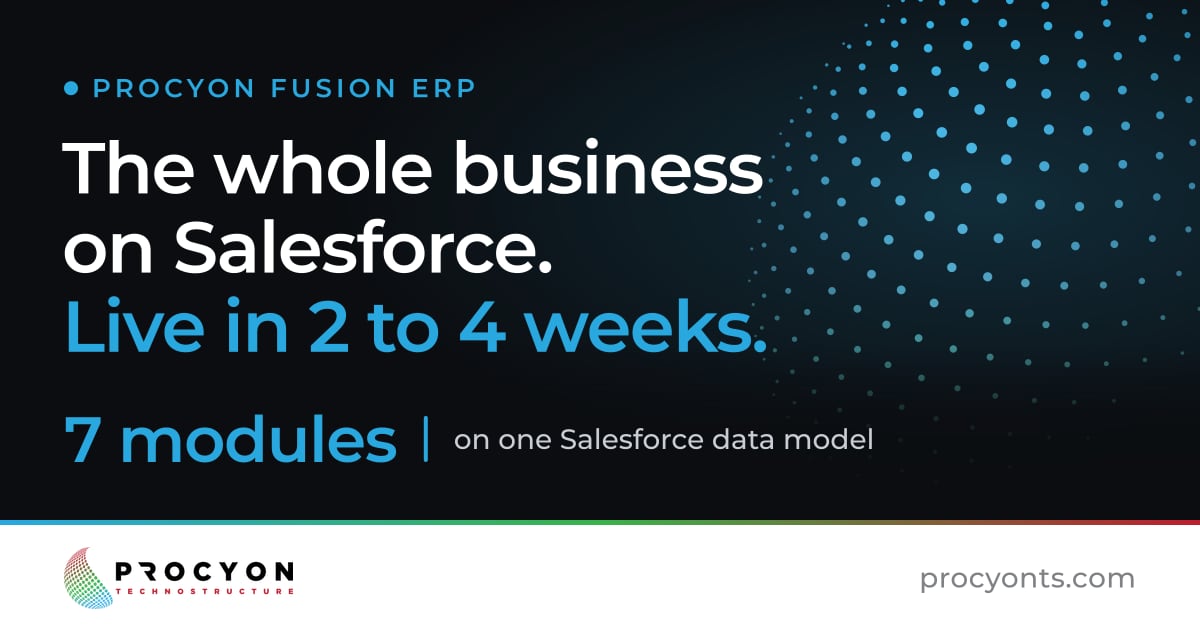 PROCYON FUSION ERP
The whole business
on Salesforce.
Live in 2 to 4 weeks.
7 modules | on one Salesforce data model
PROCYON
TECHNOSTRUCTURE
procyonts.com